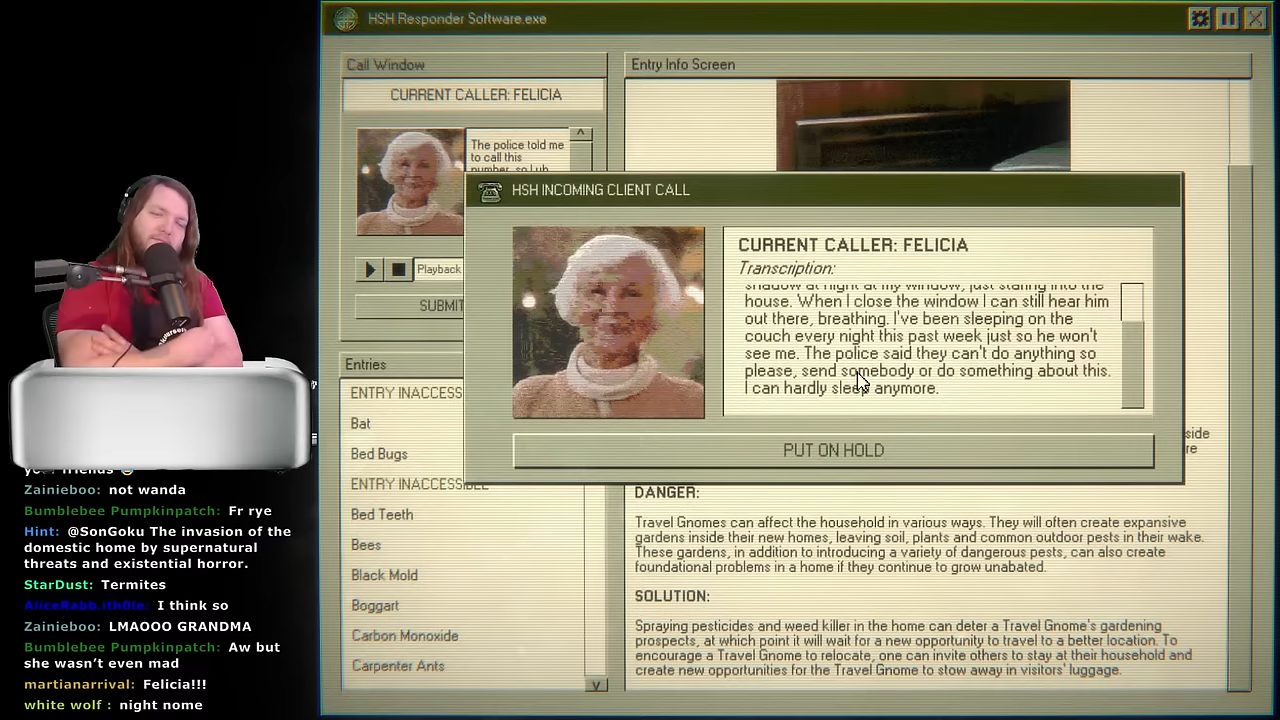 HSH Responder Software.exe
Call Window
CURRENT CALLER: FELICIA
The police told me
to call this
number, so I uh
Playback
SUBMIT
Entries
ENTRY INACCESS
Bat
Bed Bugs
ENTRY INACCESSIBLE
Bed Teeth
Bees
Black Mold
Boggart
Carbon Monoxide
Carpenter Ants
Entry Info Screen
HSH INCOMING CLIENT CALL
CURRENT CALLER: FELICIA
Transcription:
shadow at night at my window, just staring into the
house. When I close the window I can still hear him
out there, breathing. I've been sleeping on the
couch every night this past week just so he won't
see me. The police said they can't do anything so
please, send somebody or do something about this.
I can hardly sleep anymore.
PUT ON HOLD
side
re
DANGER:
Travel Gnomes can affect the household in various ways. They will often create expansive
gardens inside their new homes, leaving soil, plants and common outdoor pests in their wake.
These gardens, in addition to introducing a variety of dangerous pests, can also create
foundational problems in a home if they continue to grow unabated.
SOLUTION:
Spraying pesticides and weed killer in the home can deter a Travel Gnome's gardening
prospects, at which point it will wait for a new opportunity to travel to a better location. To
encourage a Travel Gnome to relocate, one can invite others to stay at their household and
create new opportunities for the Travel Gnome to stow away in visitors' luggage.
Zainieboo: not wanda
Bumblebee Pumpkinpatch: Fr rye
Hint: @SonGoku The invasion of the
domestic home by supernatural
threats and existential horror.
StarDust: Termites
I think so
Zainieboo: LMAOOO GRANDMA
Bumblebee Pumpkinpatch: Aw but
she wasn't even mad
martianarrival: Felicia!!!
white wolf : night nome